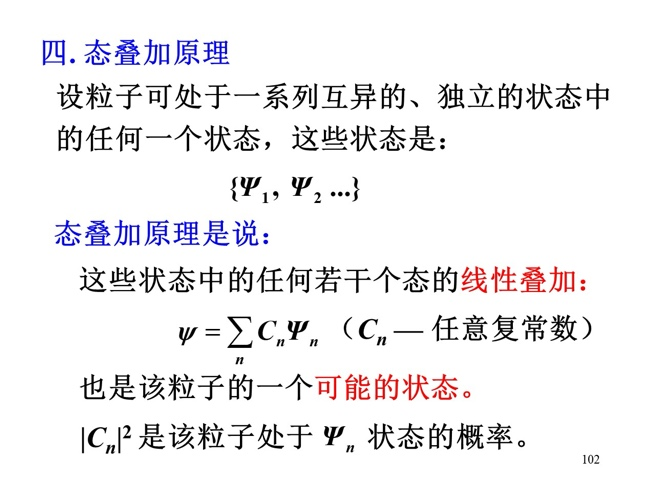 四. 态叠加原理
设粒子可处于一系列互异的、独立的状态中
的任何一个状态，这些状态是：
{Ψ₁, Ψ₂ ...}
态叠加原理是说：
这些状态中的任何若干个态的线性叠加：
ψ = ∑ₙ CₙΨₙ （Cₙ — 任意复常数）
也是该粒子的一个可能的状态。
|Cₙ|² 是该粒子处于 Ψₙ 状态的概率。
102